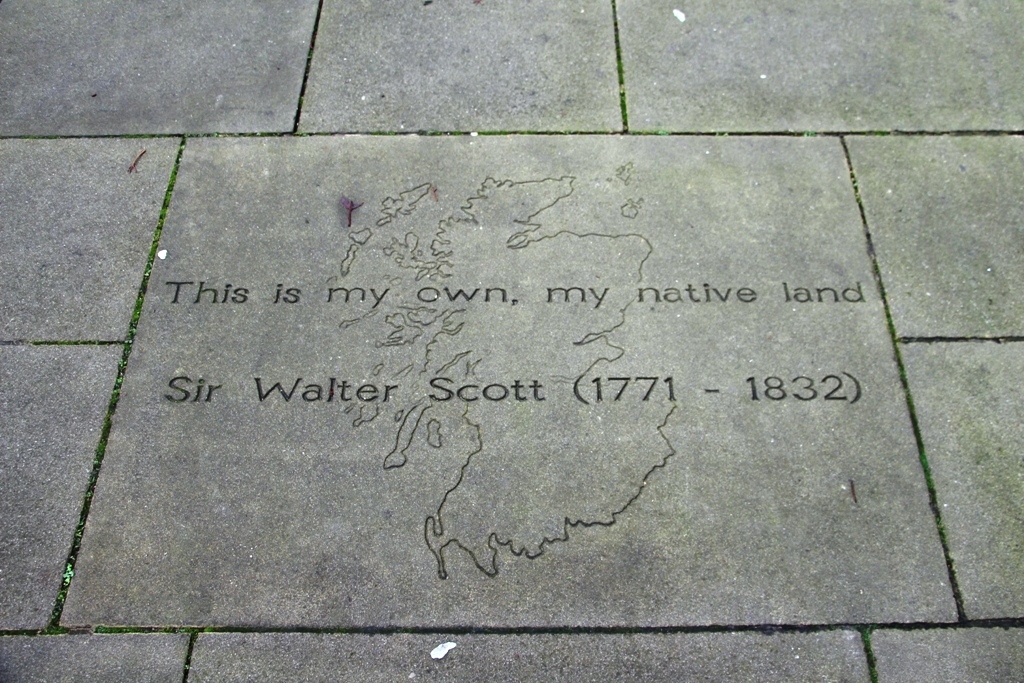 This is my own, my native land
Sir Walter Scott (1771 - 1832)